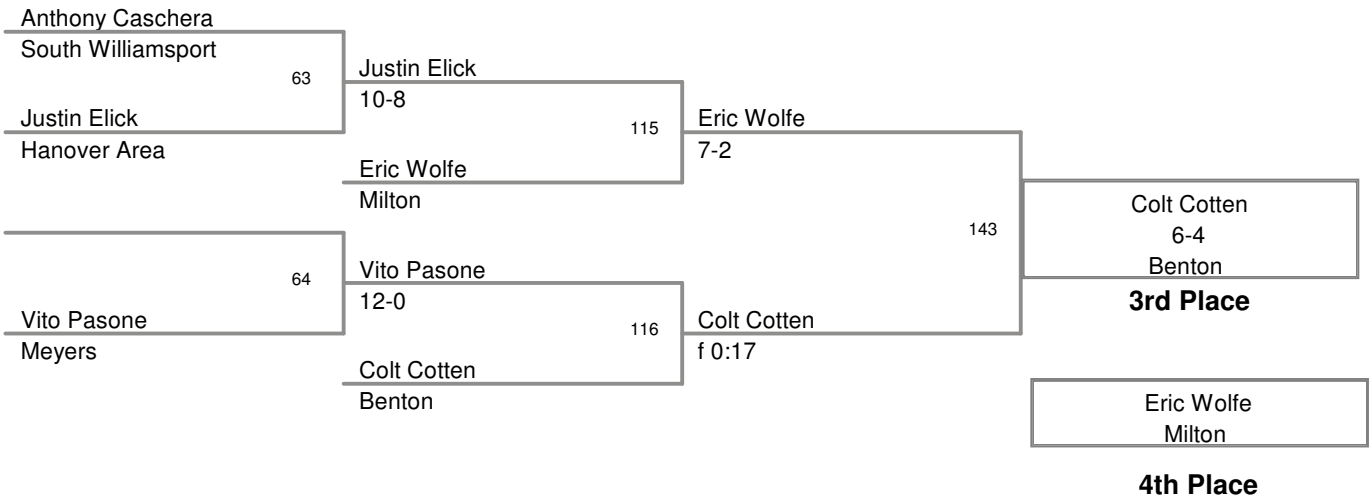 Anthony Caschera
South Williamsport
63
Justin Elick
10-8
Justin Elick
Hanover Area
115
Eric Wolfe
7-2
Eric Wolfe
Milton
143
Colt Cotten
6-4
Benton
3rd Place
64
Vito Pasone
12-0
Vito Pasone
Meyers
116
Colt Cotten
f 0:17
Colt Cotten
Benton
Eric Wolfe
Milton
4th Place